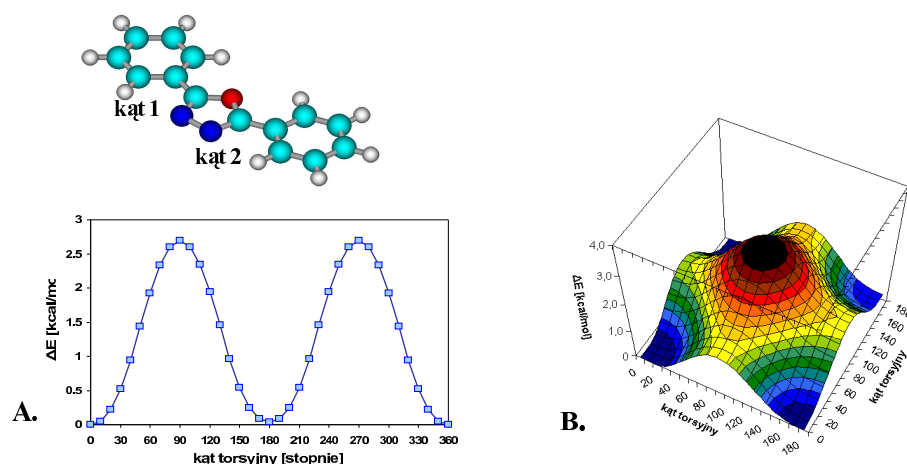 kąt 1
kąt 2
ΔE [kcal/mc
3
2.5
2
1.5
1
0.5
0
0 30 60 90 120 150 180 210 240 270 300 330 360
kąt torsyjny [stopnie]
A.
ΔE [kcal/mol]
4,0
3,0
2,0
1,0
0
0 20 40 60 80 100 120 140 160 180
kąt torsyjny
0 20 40 60 80 100 120 140 160 180
kąt torsyjny
B.